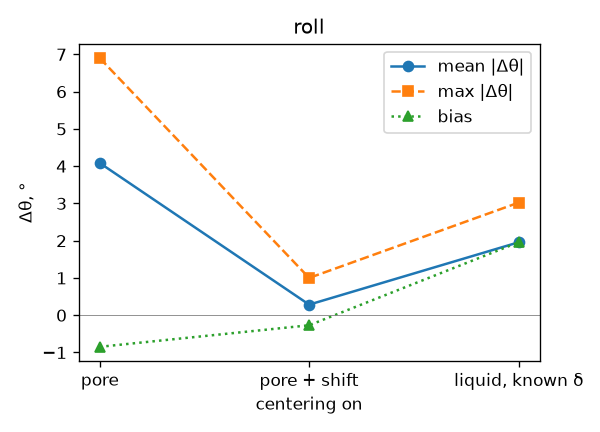 roll
mean |Δθ|
max |Δθ|
bias
7
6
5
4
3
2
1
0
−1
Δθ, °
pore
pore + shift
liquid, known δ
centering on